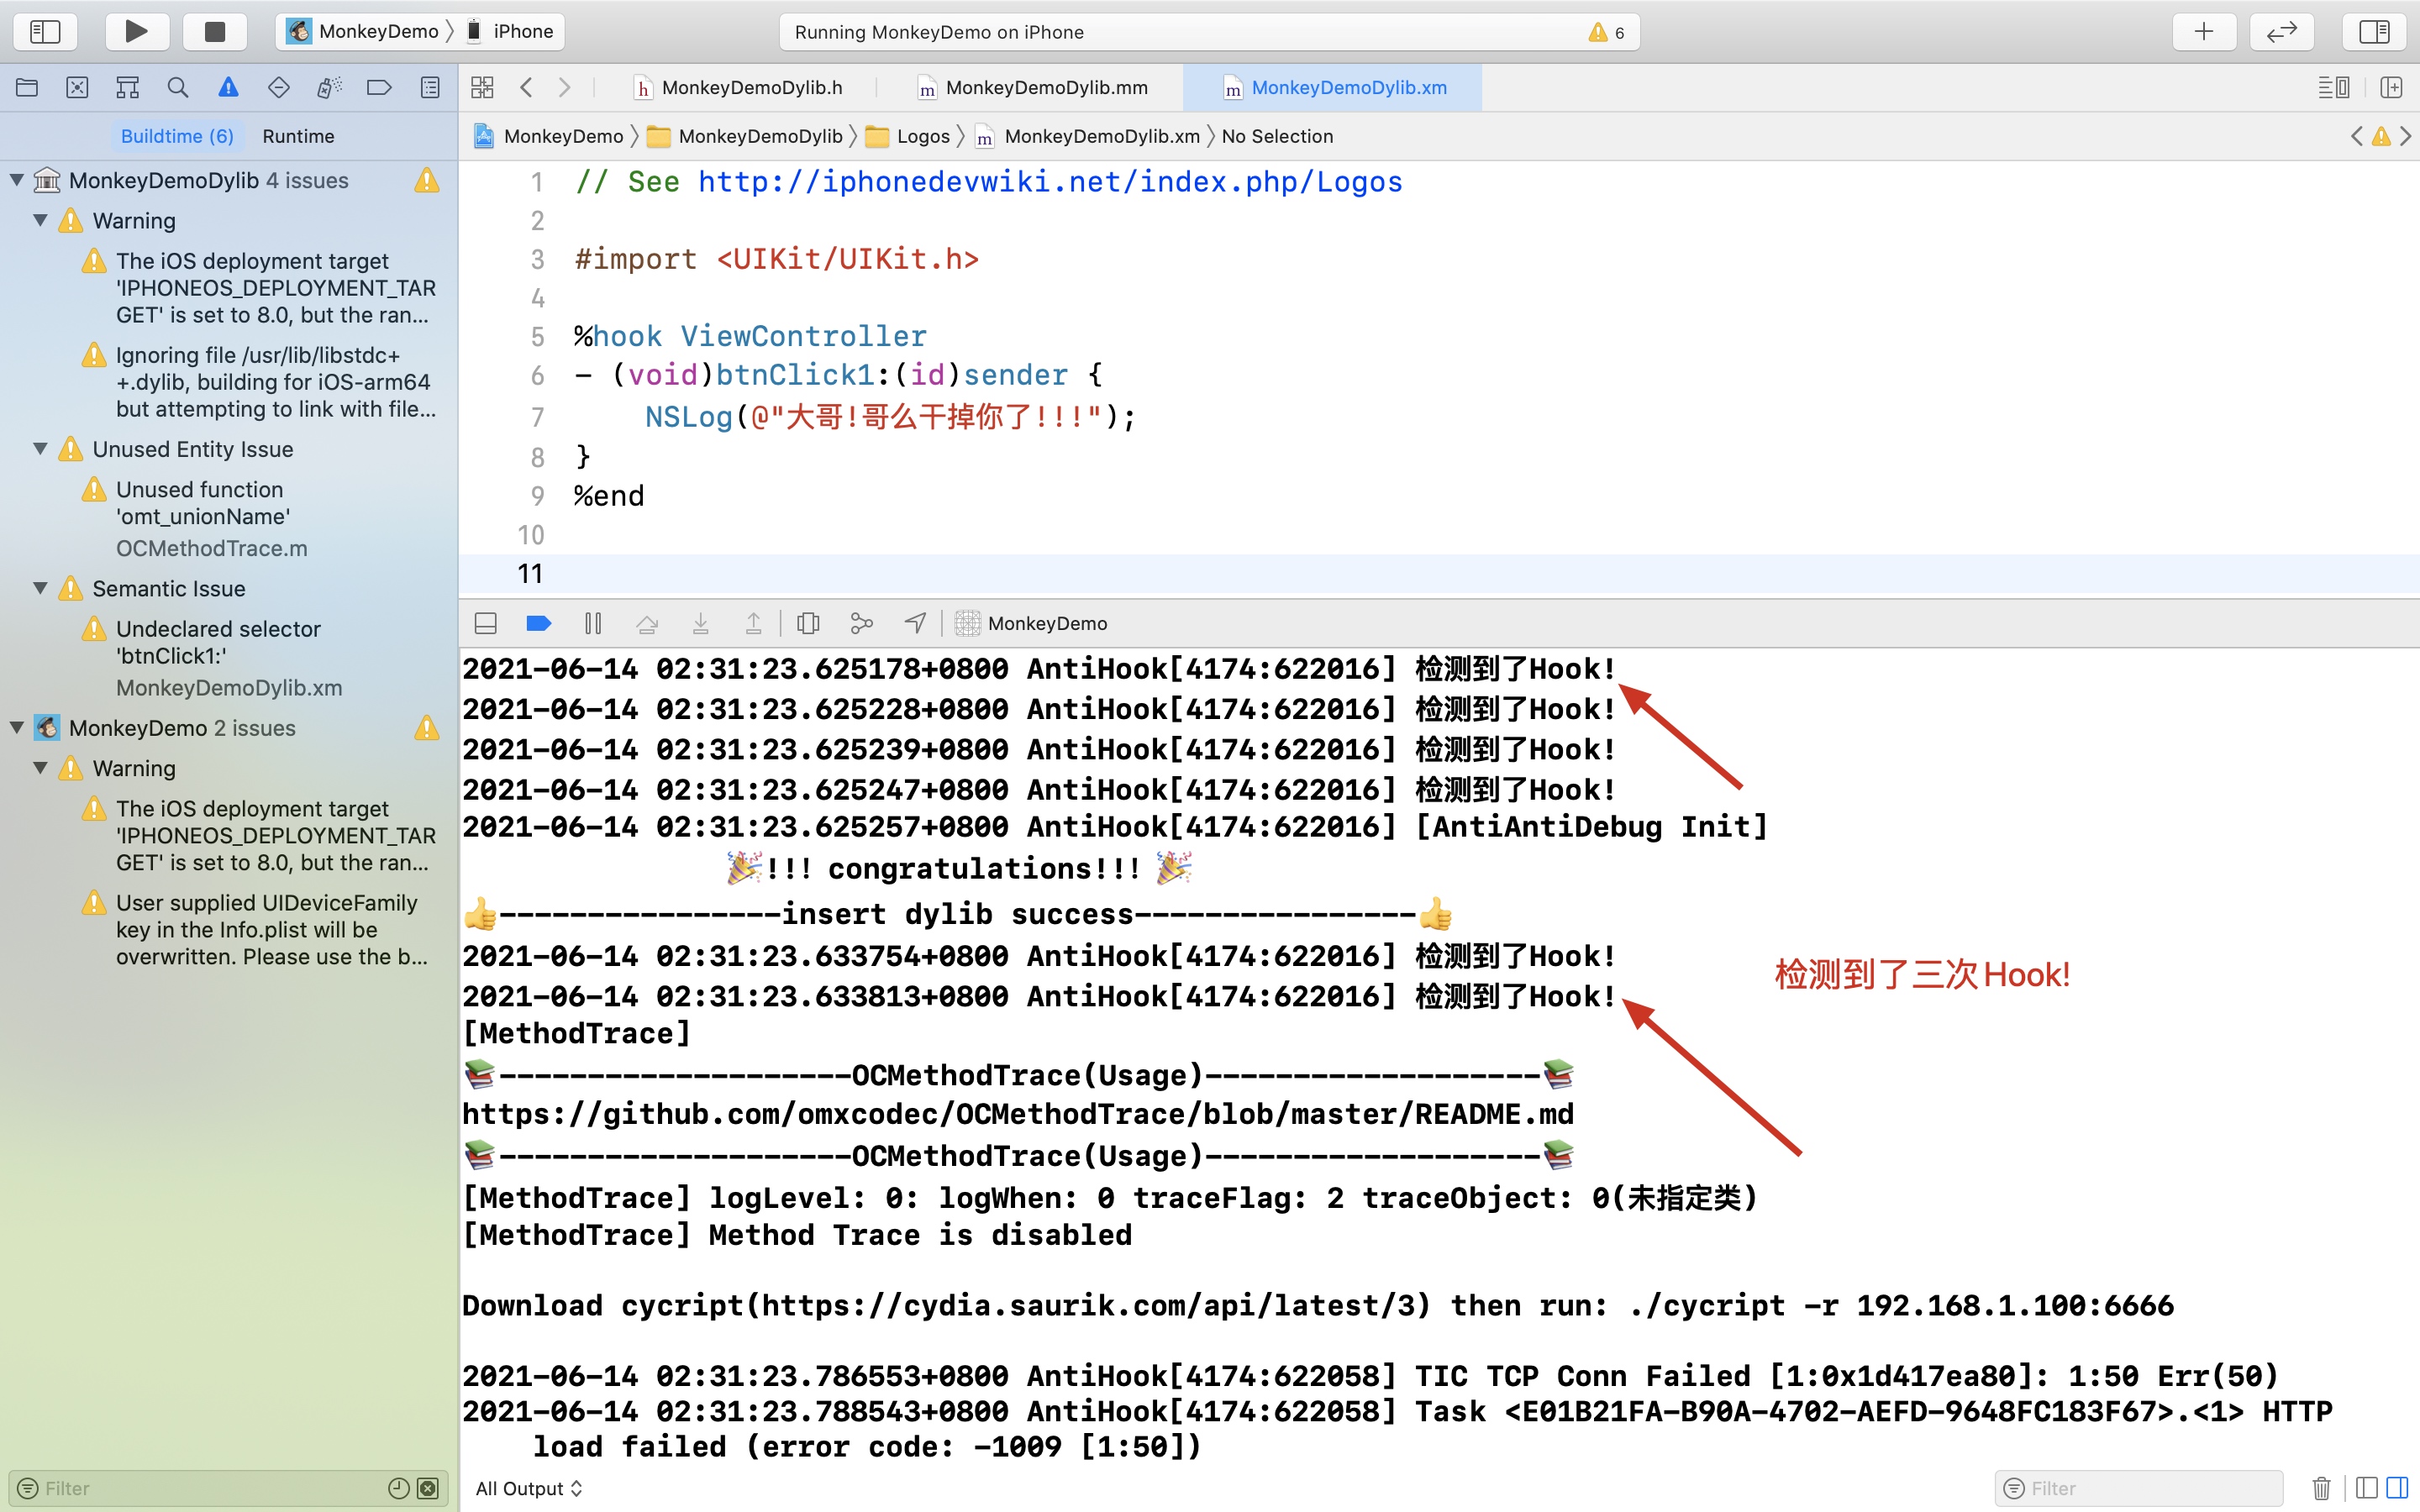 MonkeyDemo 〉 iPhone
Running MonkeyDemo on iPhone
6
MonkeyDemoDylib.h
MonkeyDemoDylib.mm
MonkeyDemoDylib.xm
Buildtime (6) Runtime
MonkeyDemo 〉 MonkeyDemoDylib 〉 Logos 〉 MonkeyDemoDylib.xm 〉 No Selection
MonkeyDemoDylib 4 issues
Warning
The iOS deployment target
'IPHONEOS_DEPLOYMENT_TAR
GET' is set to 8.0, but the ran...
Ignoring file /usr/lib/libstdc+
+.dylib, building for iOS-arm64
but attempting to link with file...
Unused Entity Issue
Unused function
'omt_unionName'
OCMethodTrace.m
Semantic Issue
Undeclared selector
'btnClick1:'
MonkeyDemoDylib.xm
MonkeyDemo 2 issues
Warning
The iOS deployment target
'IPHONEOS_DEPLOYMENT_TAR
GET' is set to 8.0, but the ran...
User supplied UIDeviceFamily
key in the Info.plist will be
overwritten. Please use the b...
Filter
1 // See http://iphonedevwiki.net/index.php/Logos
2
3 #import <UIKit/UIKit.h>
4
5 %hook ViewController
6 - (void)btnClick1:(id)sender {
7 NSLog(@"大哥!哥么干掉你了!!!");
8 }
9 %end
10
11
MonkeyDemo
2021-06-14 02:31:23.625178+0800 AntiHook[4174:622016] 检测到了Hook!
2021-06-14 02:31:23.625228+0800 AntiHook[4174:622016] 检测到了Hook!
2021-06-14 02:31:23.625239+0800 AntiHook[4174:622016] 检测到了Hook!
2021-06-14 02:31:23.625247+0800 AntiHook[4174:622016] 检测到了Hook!
2021-06-14 02:31:23.625257+0800 AntiHook[4174:622016] [AntiAntiDebug Init]
🎉!!! congratulations!!! 🎉
👍----------------insert dylib success----------------👍
2021-06-14 02:31:23.633754+0800 AntiHook[4174:622016] 检测到了Hook!
2021-06-14 02:31:23.633813+0800 AntiHook[4174:622016] 检测到了Hook!
检测到了三次Hook!
[MethodTrace]
📚--------------------OCMethodTrace(Usage)-------------------📚
https://github.com/omxcodec/OCMethodTrace/blob/master/README.md
📚--------------------OCMethodTrace(Usage)-------------------📚
[MethodTrace] logLevel: 0: logWhen: 0 traceFlag: 2 traceObject: 0(未指定类)
[MethodTrace] Method Trace is disabled
Download cycript(https://cydia.saurik.com/api/latest/3) then run: ./cycript -r 192.168.1.100:6666
2021-06-14 02:31:23.786553+0800 AntiHook[4174:622058] TIC TCP Conn Failed [1:0x1d417ea80]: 1:50 Err(50)
2021-06-14 02:31:23.788543+0800 AntiHook[4174:622058] Task <E01B21FA-B90A-4702-AEFD-9648FC183F67>.<1> HTTP
load failed (error code: -1009 [1:50])
All Output
Filter